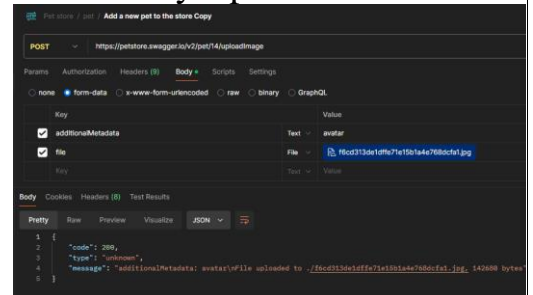 Pet store / pet / Add a new pet to the store Copy
POST https://petstore.swagger.io/v2/pet/14/uploadImage
Params Authorization Headers (9) Body Scripts Settings
none form-data x-www-form-urlencoded raw binary GraphQL
Key Value
additionalMetadata Text avatar
file File f6cd313de1dffe71e15b1a4e768dcfa1.jpg
Key Text Value
Body Cookies Headers (8) Test Results
Pretty Raw Preview Visualize JSON
1 {
2 "code": 200,
3 "type": "unknown",
4 "message": "additionalMetadata: avatar\nFile uploaded to ./f6cd313de1dffe71e15b1a4e768dcfa1.jpg, 142600 bytes"
5 }